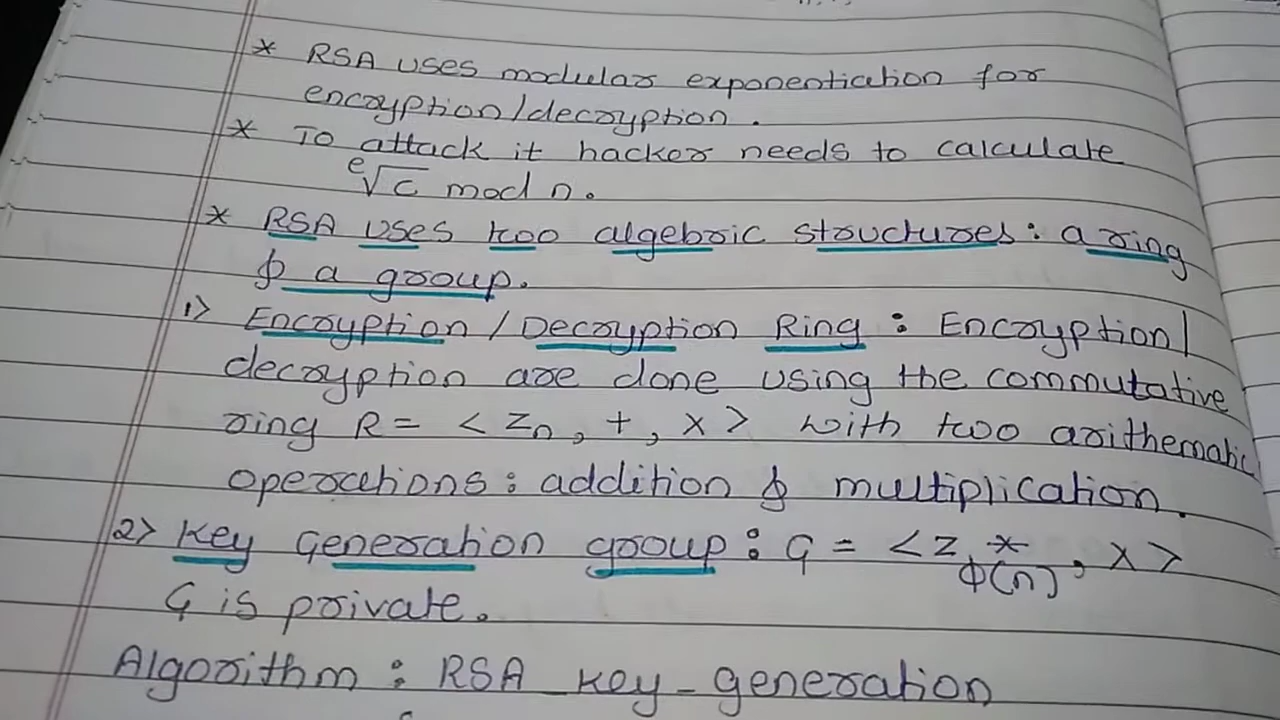 * RSA uses modular exponentiation for
encryption/decryption.
* To attack it hacker needs to calculate
ᵉ√c mod n.
* RSA uses two algebric structures: a ring
& a group.
1> Encryption / Decryption Ring : Encryption/
decryption are done using the commutative
ring R = < Zn, +, x > with two arithematic
operations: addition & multiplication.
2> Key Generation group : G = < Z*φ(n), x >
G is private.
Algorithm : RSA_key_generation